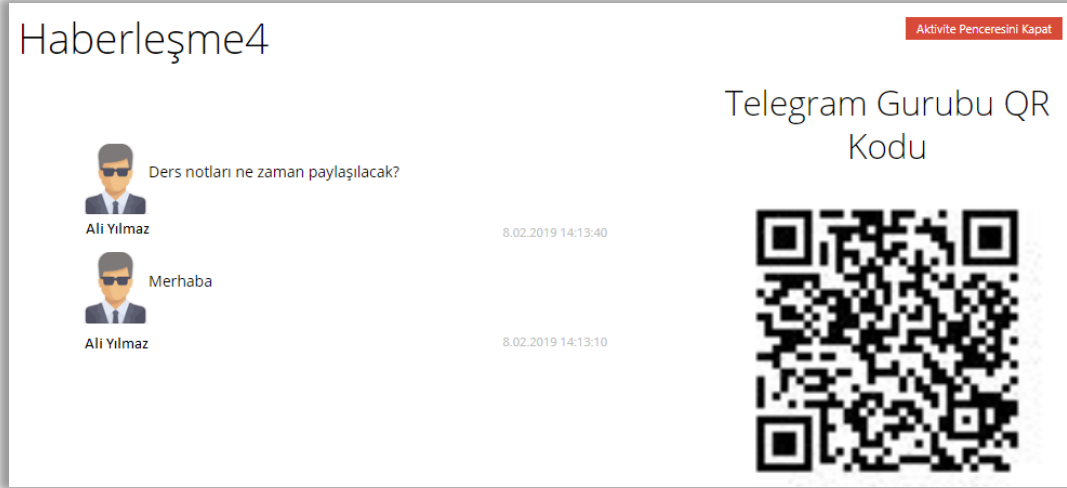 Haberleşme4
Aktivite Penceresini Kapat
Ders notları ne zaman paylaşılacak?
Ali Yılmaz
8.02.2019 14:13:40
Merhaba
Ali Yılmaz
8.02.2019 14:13:10
Telegram Gurubu QR
Kodu